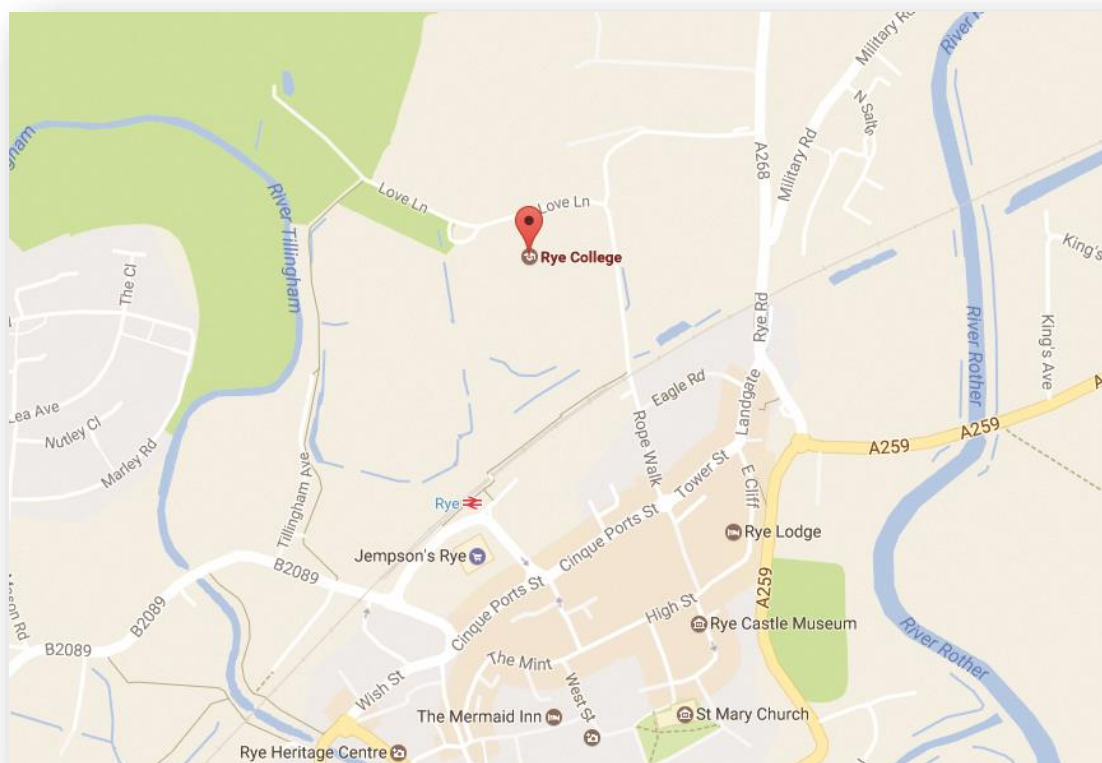 River R
Military Rd
N Salts
gham
A268
Military Rd
River Tillingham
Love Ln
Love Ln
Rye College
King's
The Cl
Rye Rd
King's Ave
River Rother
Lea Ave
Nutley Cl
Marley Rd
Eagle Rd
Landgate
Rope Walk
A259
A259
A
Tower St
E Cliff
Tillingham Ave
Rye
Cinque Ports St
Rye Lodge
Jempson's Rye
B2089
Mason Rd
B2089
B2089
Cinque Ports St
High St
A259
Rye Castle Museum
River Rother
The Mint
Wish St
West St
The Mermaid Inn
St Mary Church
Rye Heritage Centre